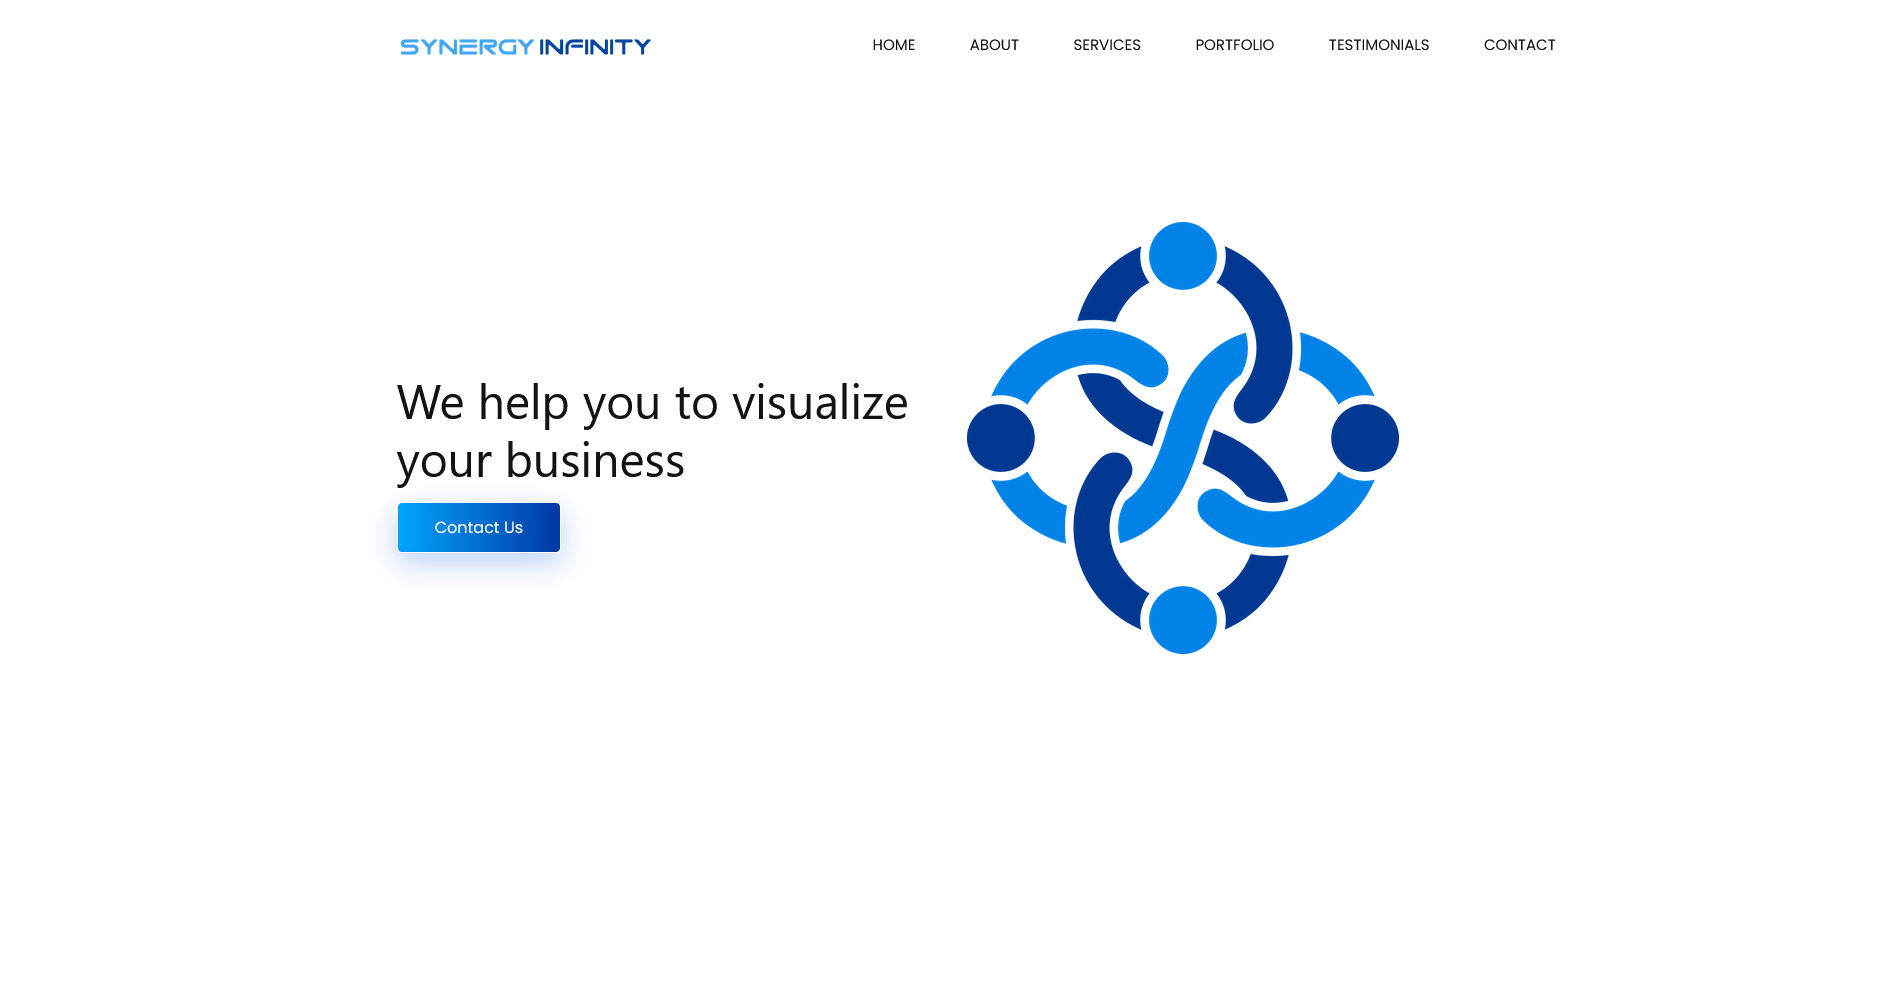 SYNERGY INFINITY
HOME ABOUT SERVICES PORTFOLIO TESTIMONIALS CONTACT
We help you to visualize
your business
Contact Us